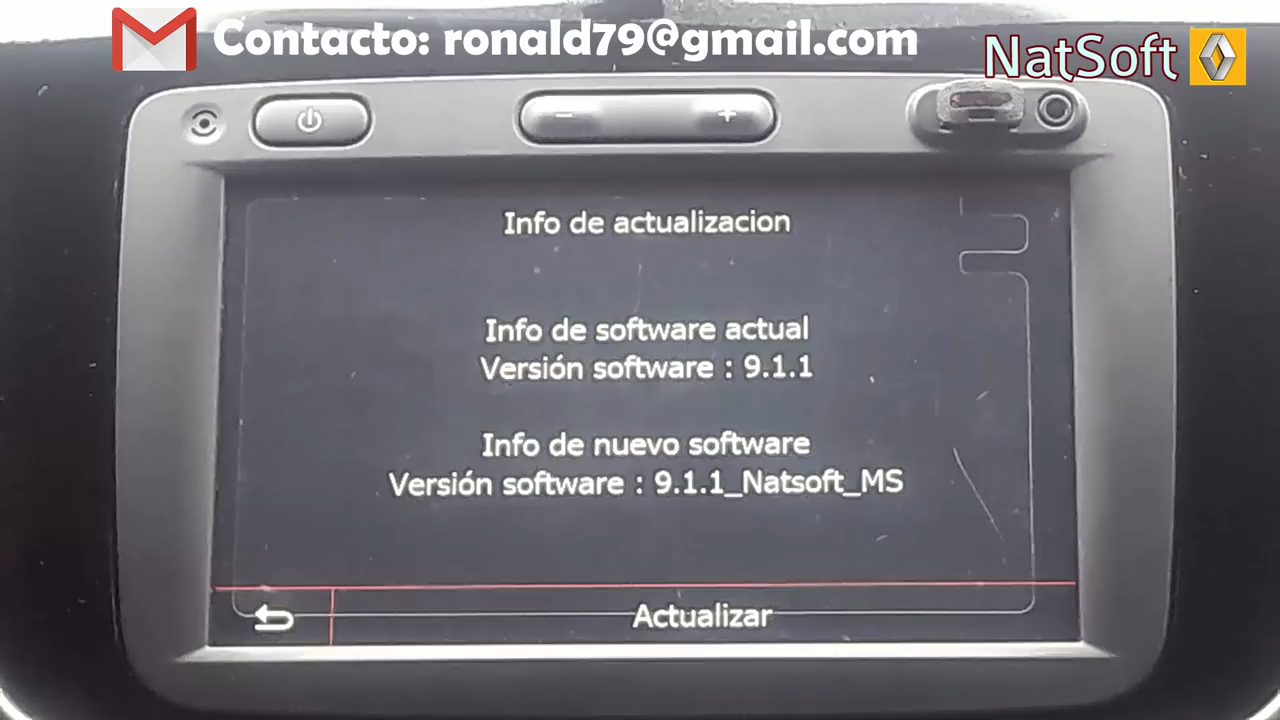 Contacto: ronald79@gmail.com
NatSoft
Info de actualizacion
Info de software actual
Versión software : 9.1.1
Info de nuevo software
Versión software : 9.1.1_Natsoft_MS
Actualizar